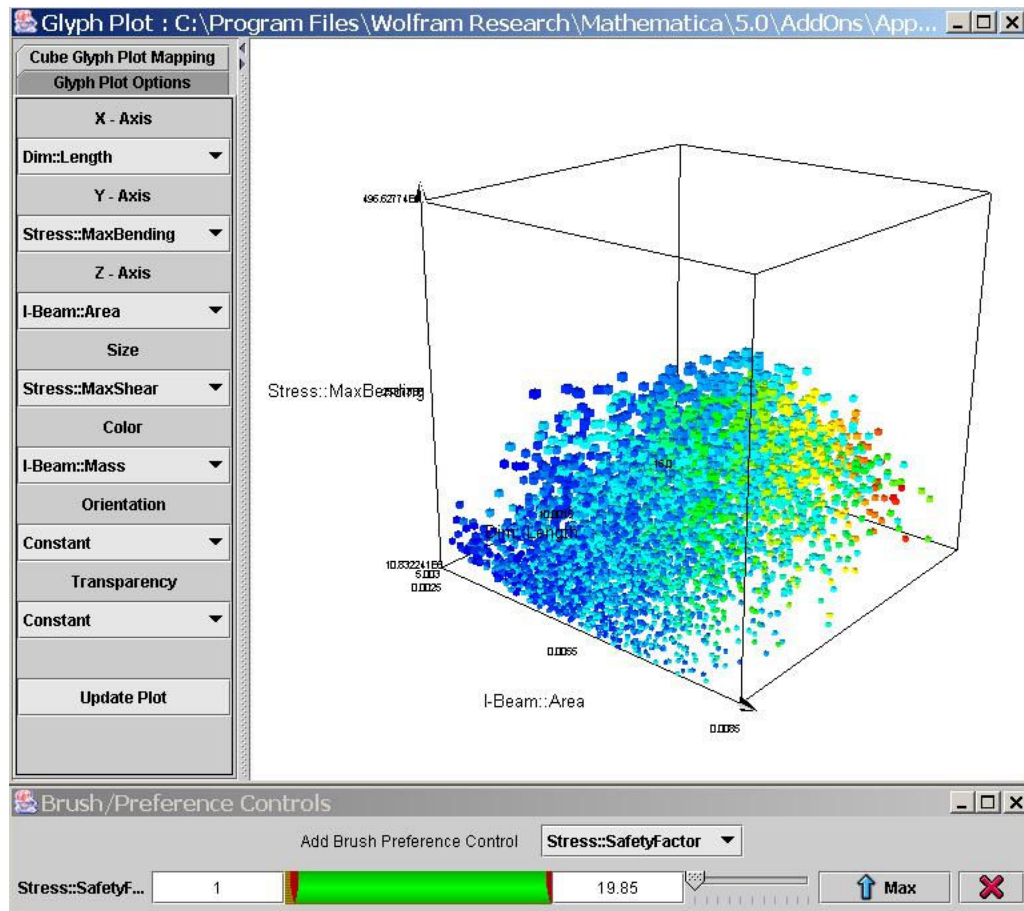 Glyph Plot : C:\Program Files\Wolfram Research\Mathematica\5.0\AddOns\App...
Cube Glyph Plot Mapping
Glyph Plot Options
X - Axis
Dim::Length
Y - Axis
Stress::MaxBending
Z - Axis
I-Beam::Area
Size
Stress::MaxShear
Color
I-Beam::Mass
Orientation
Constant
Transparency
Constant
Update Plot
Stress::MaxBending
Dim::Length
5.003
0.0025
0.0055
I-Beam::Area
0.0085
15.0
Brush/Preference Controls
Add Brush Preference Control Stress::SafetyFactor
Stress::SafetyF... 1 19.85 Max